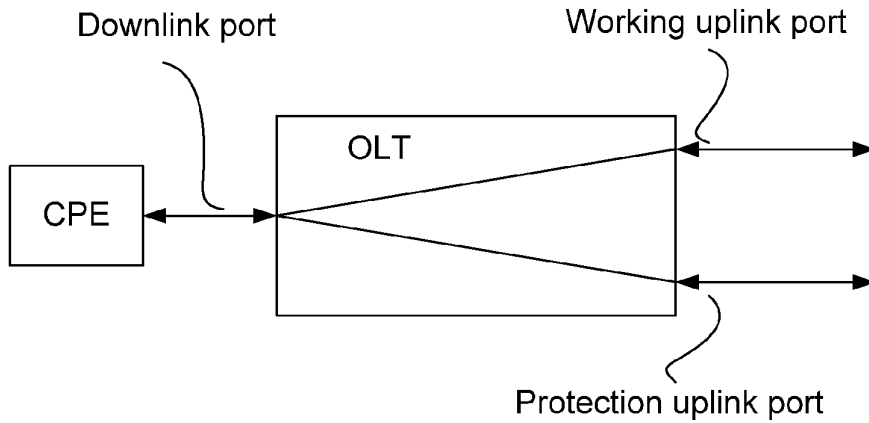 Downlink port
Working uplink port
OLT
CPE
Protection uplink port